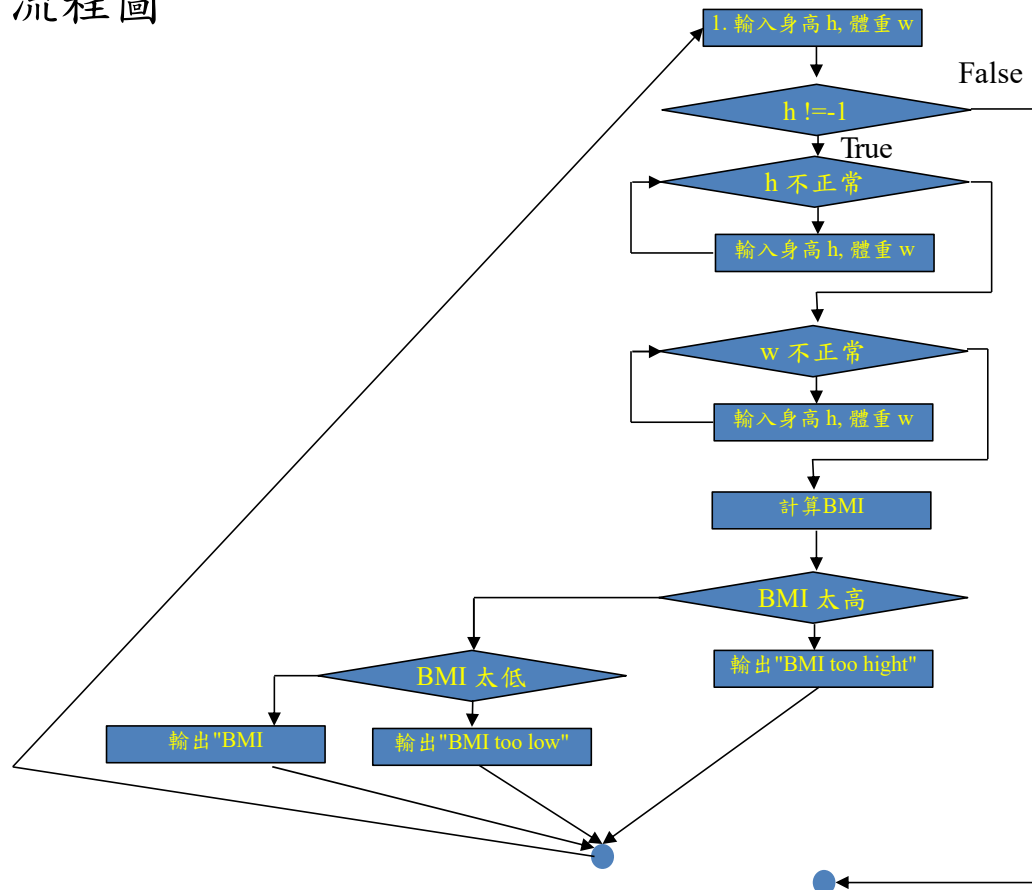 流程圖
1. 輸入身高 h, 體重 w
False
h !=-1
True
h 不正常
輸入身高 h, 體重 w
w 不正常
輸入身高 h, 體重 w
計算BMI
BMI 太高
輸出"BMI too hight"
BMI 太低
輸出"BMI
輸出"BMI too low"